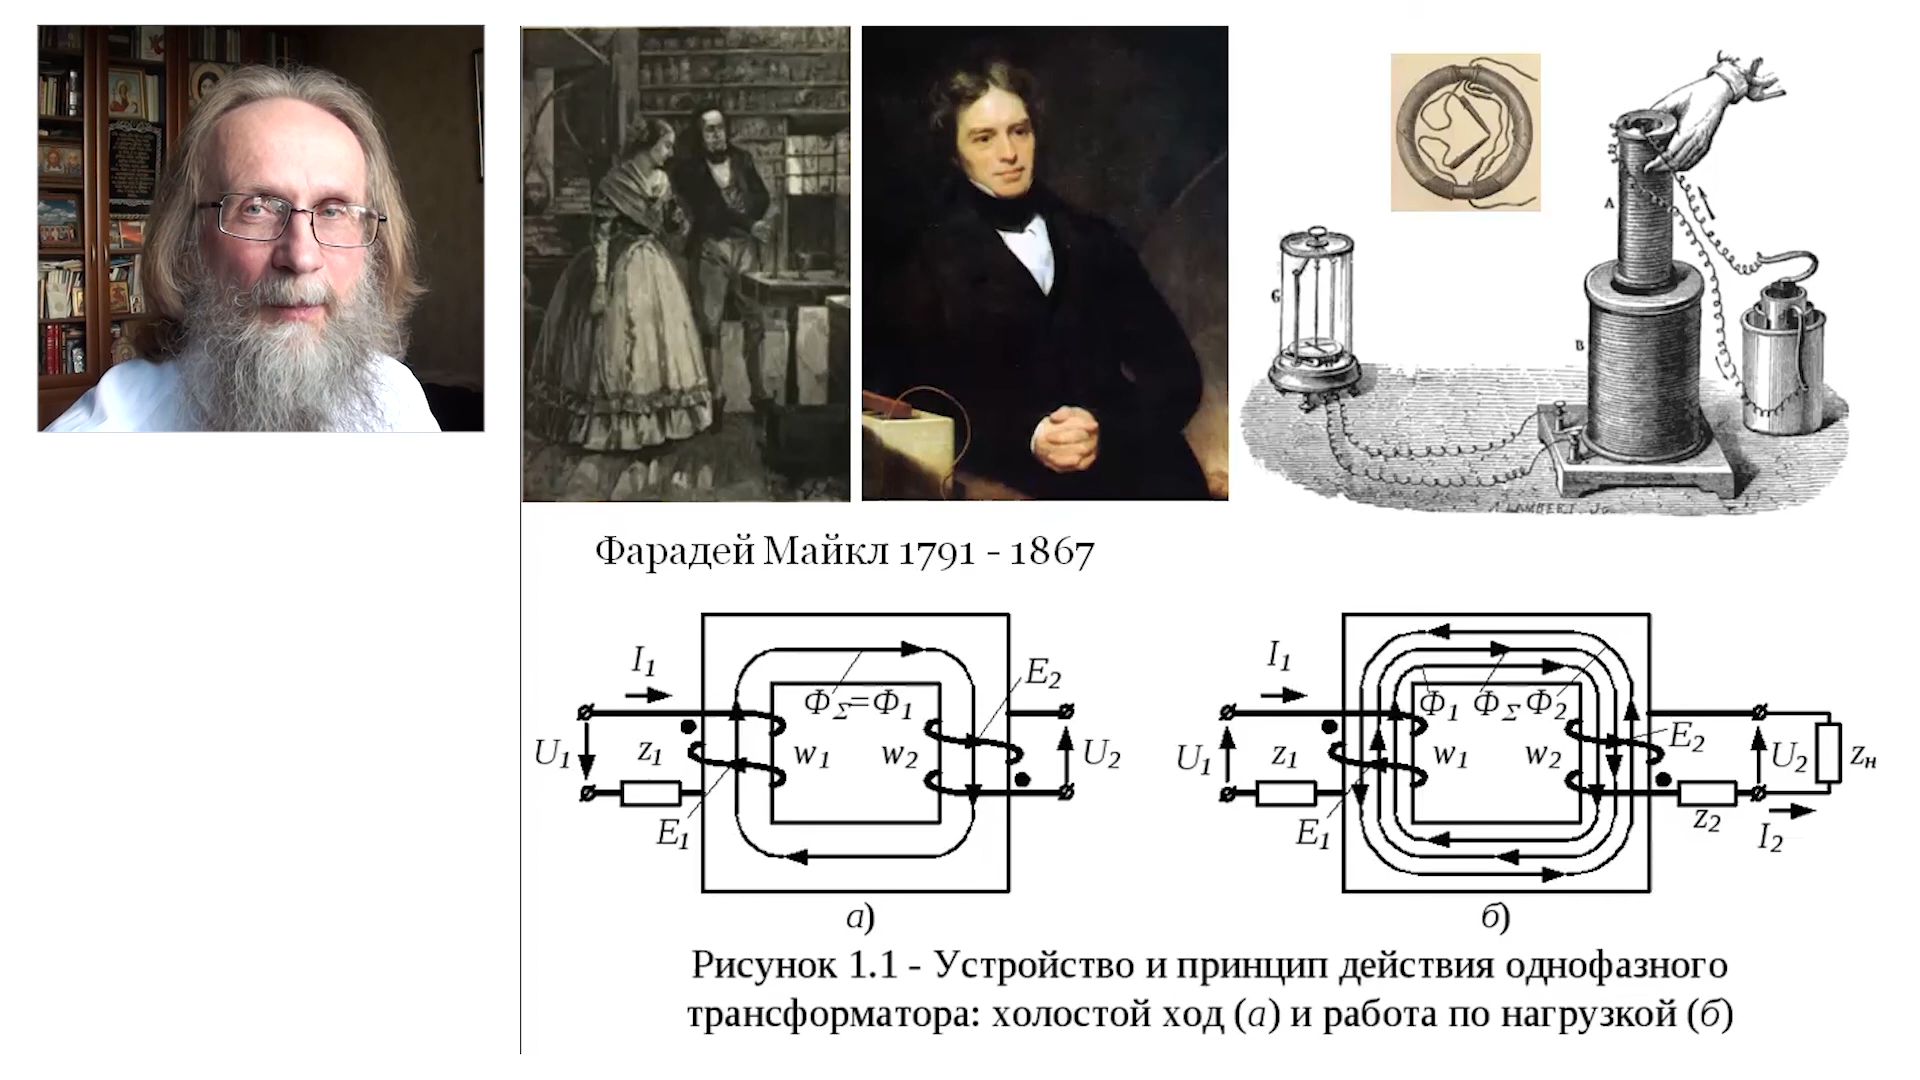 G
A
B
Фарадей Майкл 1791 - 1867
I1
ΦΣ=Φ1
E2
U1
z1
w1
w2
U2
E1
а)
I1
Φ1 ΦΣ Φ2
U1
z1
w1
w2
E2
U2
zн
z2
E1
I2
б)
Рисунок 1.1 - Устройство и принцип действия однофазного
трансформатора: холостой ход (а) и работа по нагрузкой (б)